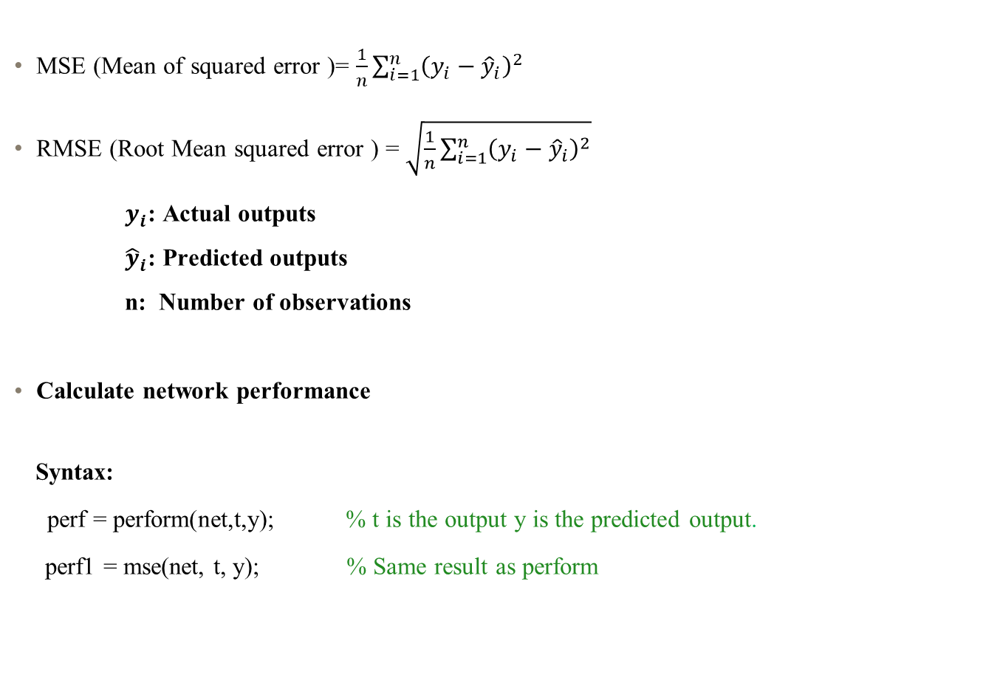 • MSE (Mean of squared error )= $\frac{1}{n}\sum_{i=1}^{n}(y_i - \hat{y}_i)^2$
• RMSE (Root Mean squared error ) = $\sqrt{\frac{1}{n}\sum_{i=1}^{n}(y_i - \hat{y}_i)^2}$
$y_i$: Actual outputs
$\hat{y}_i$: Predicted outputs
n: Number of observations
• Calculate network performance
Syntax:
perf = perform(net,t,y); % t is the output y is the predicted output.
perf1 = mse(net, t, y); % Same result as perform